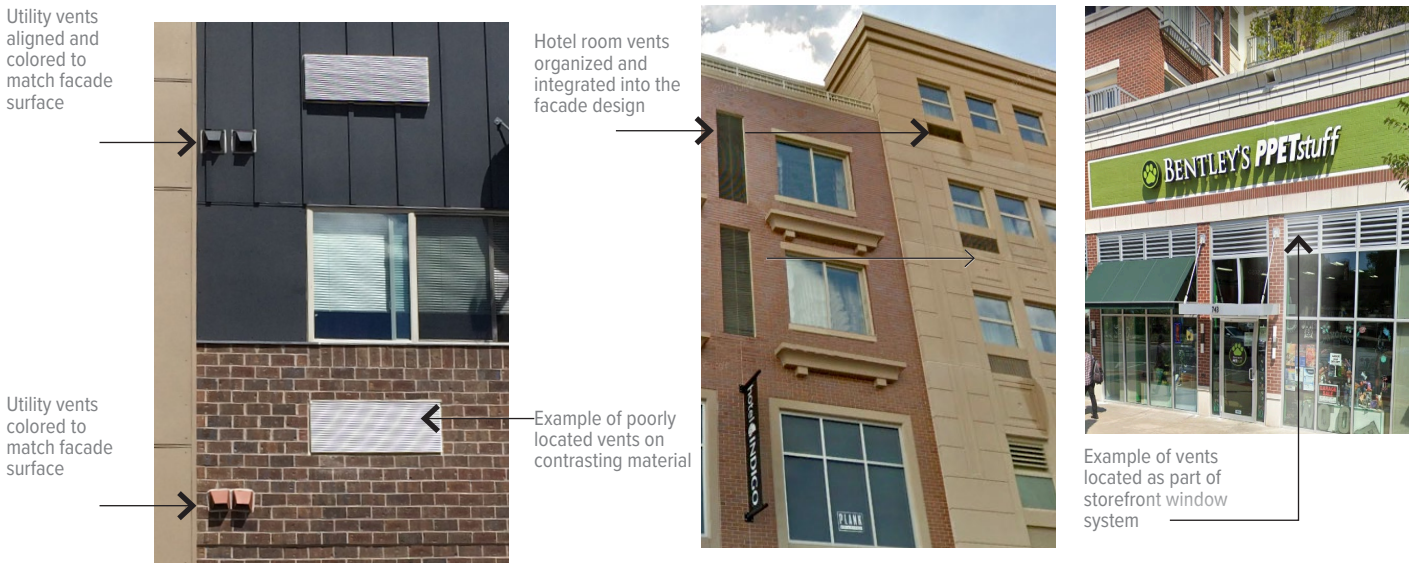 Utility vents
aligned and
colored to
match facade
surface
Utility vents
colored to
match facade
surface
Hotel room vents
organized and
integrated into the
facade design
Example of poorly
located vents on
contrasting material
hotel INDIGO
PLANK
BENTLEY'S PPETstuff
Example of vents
located as part of
storefront window
system